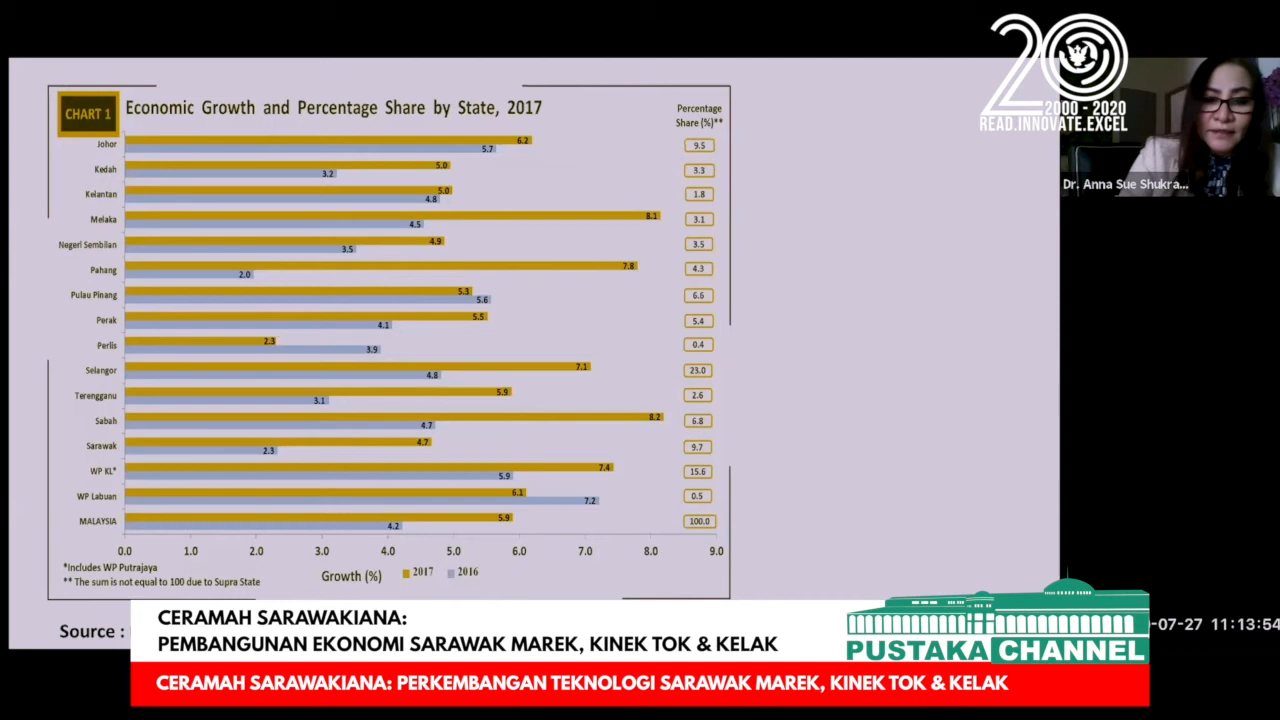 20
2000 - 2020
READ.INNOVATE.EXCEL
Dr. Anna Sue Shukra...
CHART 1
Economic Growth and Percentage Share by State, 2017
Percentage
Share (%)**
Johor 6.2 5.7 9.5
Kedah 5.0 3.2 3.3
Kelantan 5.0 4.8 1.8
Melaka 8.1 4.5 3.1
Negeri Sembilan 4.9 3.5 3.5
Pahang 7.8 2.0 4.3
Pulau Pinang 5.3 5.6 6.6
Perak 5.5 4.1 5.4
Perlis 2.3 3.9 0.4
Selangor 7.1 4.8 23.0
Terengganu 5.9 3.1 2.6
Sabah 8.2 4.7 6.8
Sarawak 4.7 2.3 9.7
WP KL* 7.4 5.9 15.6
WP Labuan 6.1 7.2 0.5
MALAYSIA 5.9 4.2 100.0
0.0 1.0 2.0 3.0 4.0 5.0 6.0 7.0 8.0 9.0
*Includes WP Putrajaya
** The sum is not equal to 100 due to Supra State
Growth (%) 2017 2016
Source :
CERAMAH SARAWAKIANA:
PEMBANGUNAN EKONOMI SARAWAK MAREK, KINEK TOK & KELAK
PUSTAKA CHANNEL
-07-27 11:13:54
CERAMAH SARAWAKIANA: PERKEMBANGAN TEKNOLOGI SARAWAK MAREK, KINEK TOK & KELAK